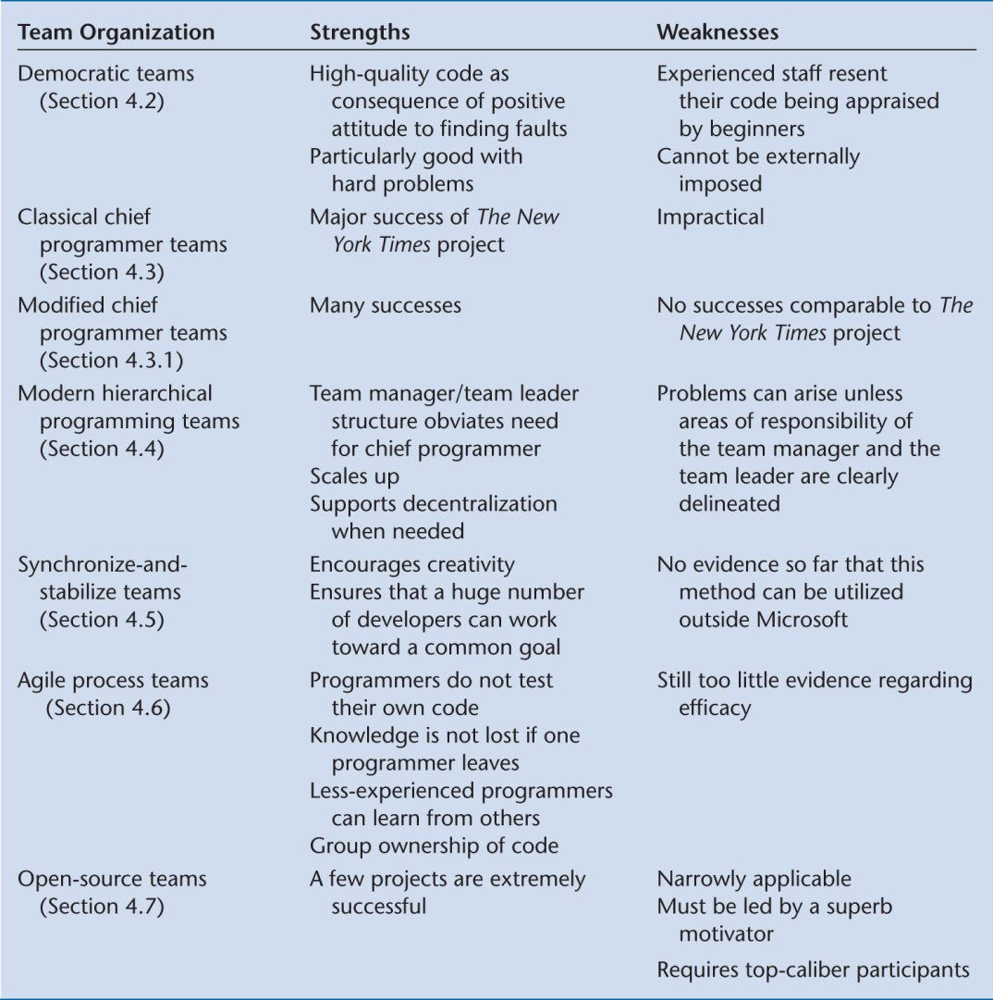 Team Organization Strengths Weaknesses
Democratic teams High-quality code as Experienced staff resent
(Section 4.2) consequence of positive their code being appraised
attitude to finding faults by beginners
Particularly good with Cannot be externally
hard problems imposed
Classical chief Major success of The New Impractical
programmer teams York Times project
(Section 4.3)
Modified chief Many successes No successes comparable to The
programmer teams New York Times project
(Section 4.3.1)
Modern hierarchical Team manager/team leader Problems can arise unless
programming teams structure obviates need areas of responsibility of
(Section 4.4) for chief programmer the team manager and the
Scales up team leader are clearly
Supports decentralization delineated
when needed
Synchronize-and- Encourages creativity No evidence so far that this
stabilize teams Ensures that a huge number method can be utilized
(Section 4.5) of developers can work outside Microsoft
toward a common goal
Agile process teams Programmers do not test Still too little evidence regarding
(Section 4.6) their own code efficacy
Knowledge is not lost if one
programmer leaves
Less-experienced programmers
can learn from others
Group ownership of code
Open-source teams A few projects are extremely Narrowly applicable
(Section 4.7) successful Must be led by a superb
motivator
Requires top-caliber participants